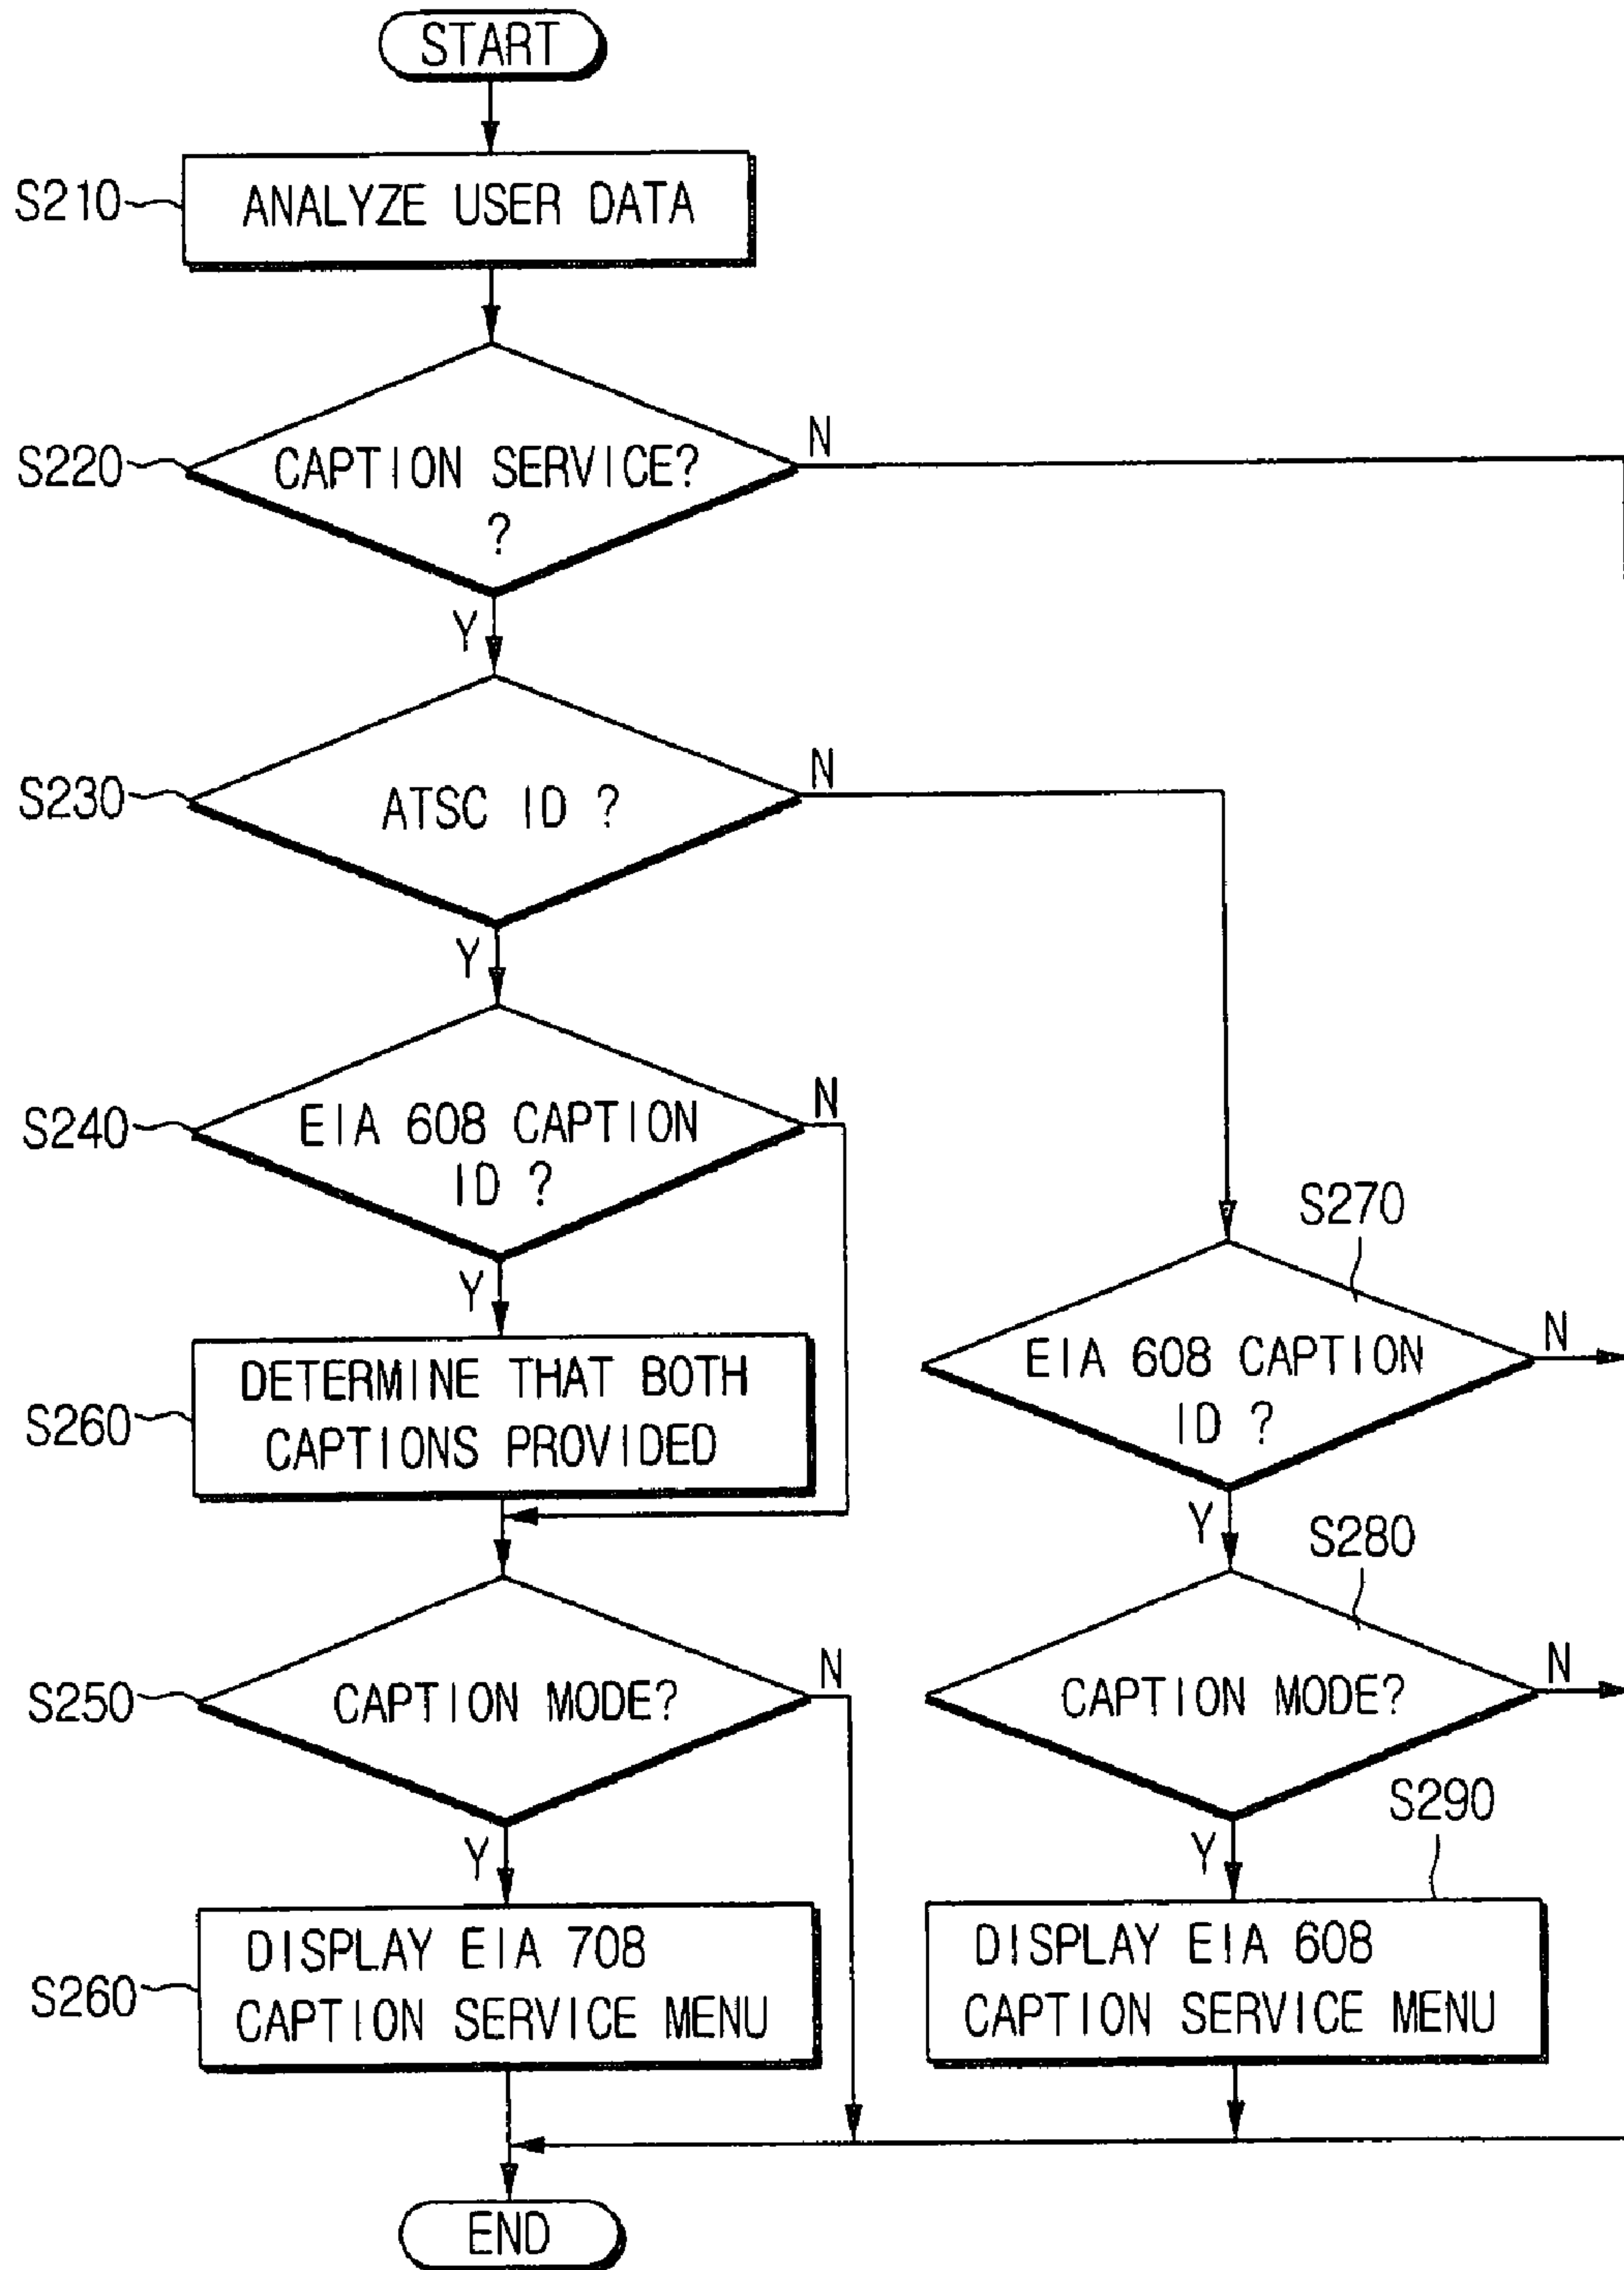 START
S210
ANALYZE USER DATA
S220
CAPTION SERVICE?
?
N
Y
S230
ATSC ID ?
N
Y
S240
EIA 608 CAPTION
ID ?
N
Y
S260
DETERMINE THAT BOTH
CAPTIONS PROVIDED
S250
CAPTION MODE?
N
Y
S260
DISPLAY EIA 708
CAPTION SERVICE MENU
S270
EIA 608 CAPTION
ID ?
N
Y
S280
CAPTION MODE?
N
Y
S290
DISPLAY EIA 608
CAPTION SERVICE MENU
END